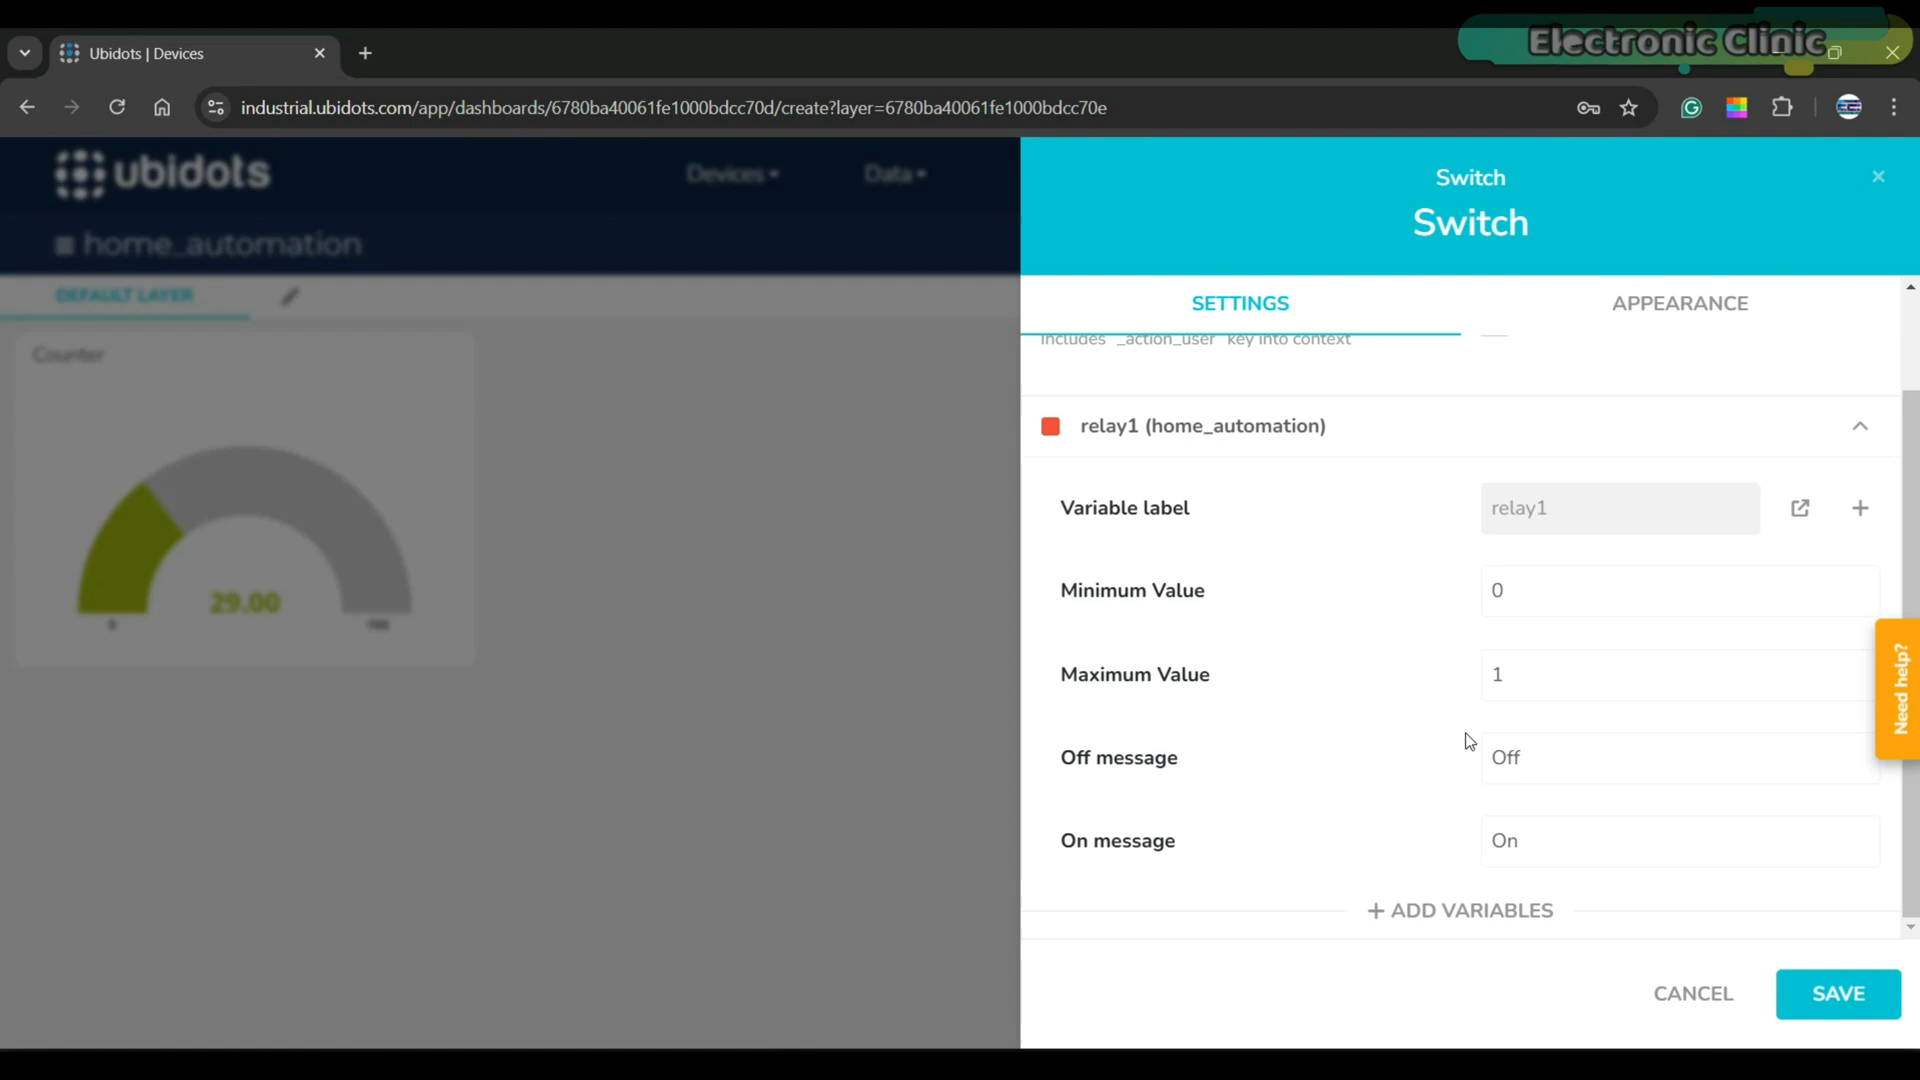 Electronic Clinic
Ubidots | Devices
industrial.ubidots.com/app/dashboards/6780ba40061fe1000bdcc70d/create?layer=6780ba40061fe1000bdcc70e
ubidots
Devices
Data
home_automation
DEFAULT LAYER
Counter
29.00
0
100
Switch
Switch
SETTINGS
APPEARANCE
Includes "_action_user" key into context
relay1 (home_automation)
Variable label
relay1
Minimum Value
0
Maximum Value
1
Off message
Off
On message
On
+ ADD VARIABLES
CANCEL
SAVE
Need help?